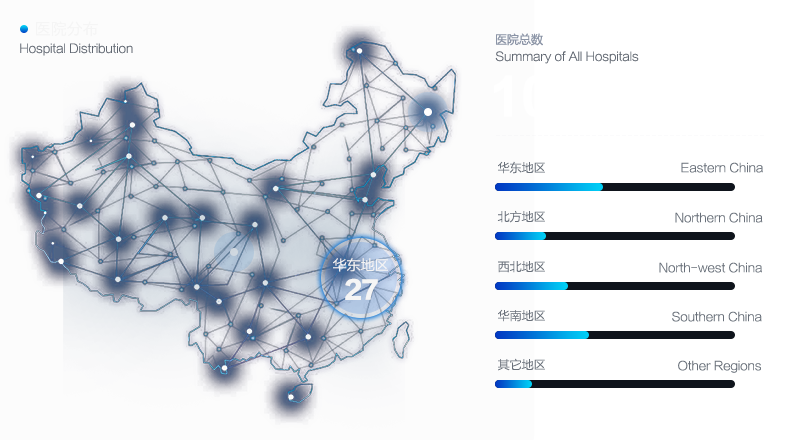 医院分布
Hospital Distribution
华东地区
27
医院总数
Summary of All Hospitals
华东地区 Eastern China
北方地区 Northern China
西北地区 North-west China
华南地区 Southern China
其它地区 Other Regions